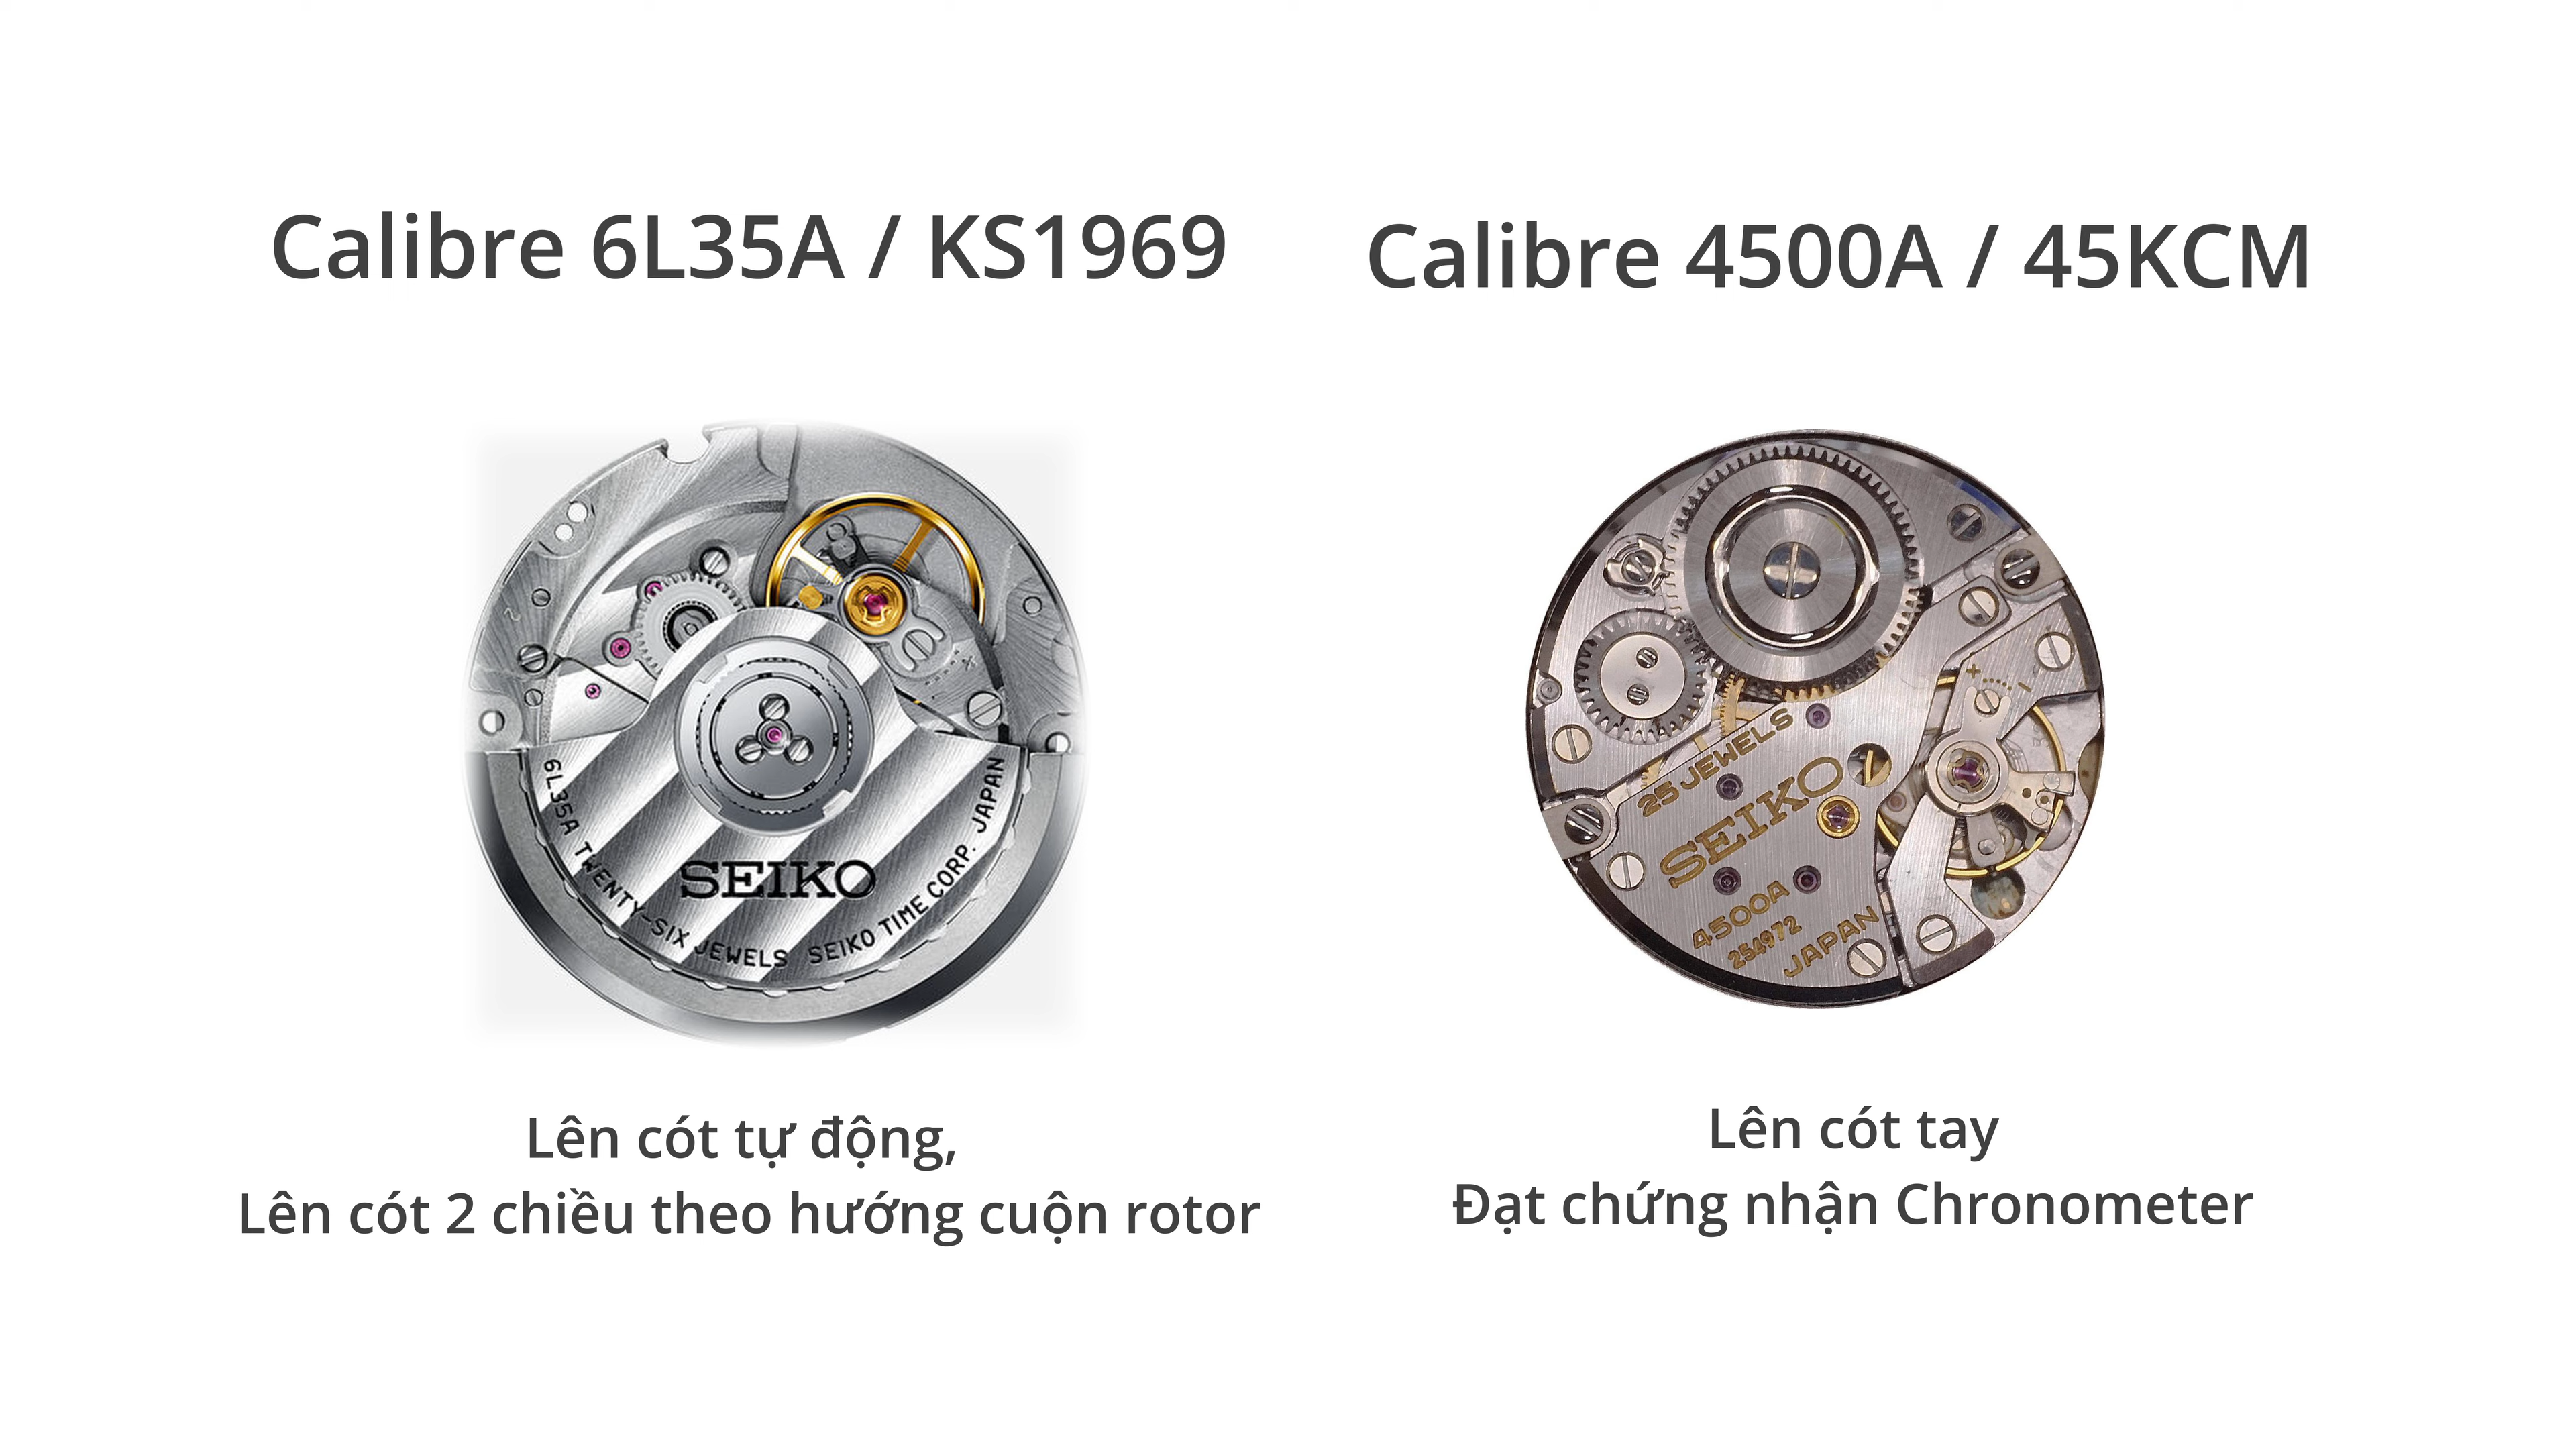 Calibre 6L35A / KS1969
Calibre 4500A / 45KCM
6L35A TWENTY-SIX JEWELS SEIKO TIME CORP. JAPAN
SEIKO
25 JEWELS
SEIKO
4500A
254972
JAPAN
Lên cót tự động,
Lên cót 2 chiều theo hướng cuộn rotor
Lên cót tay
Đạt chứng nhận Chronometer